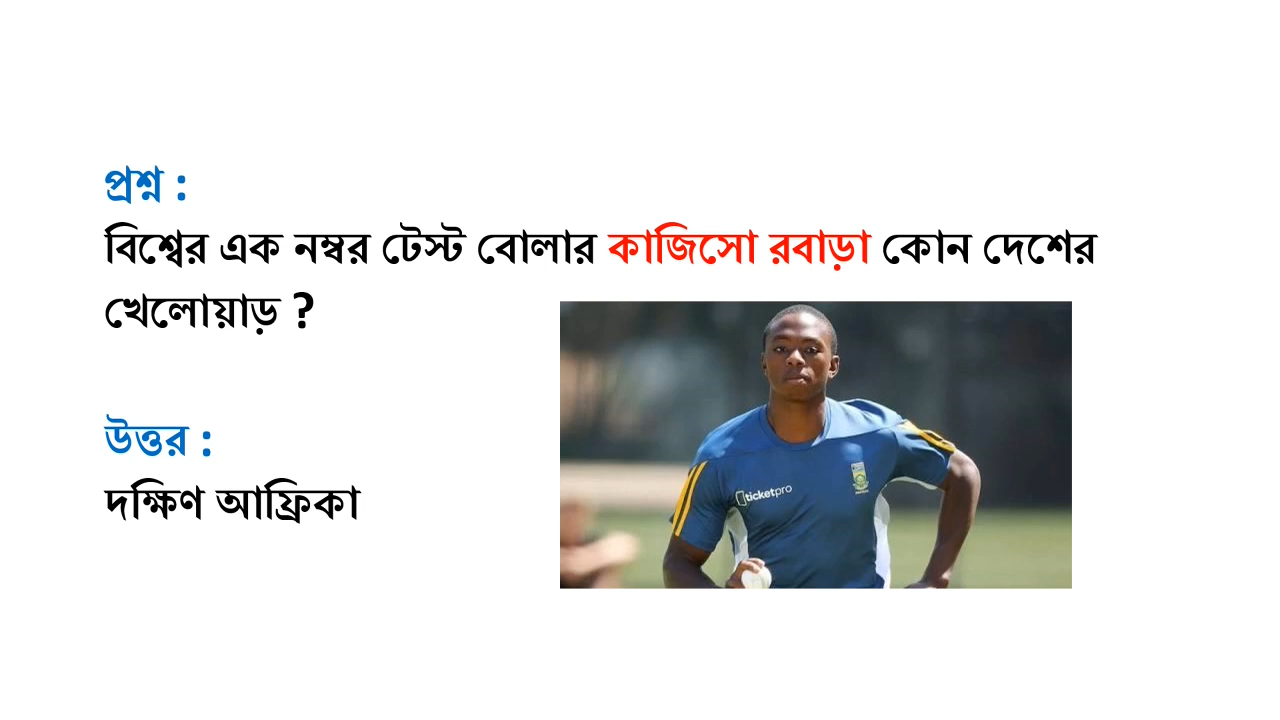 প্রশ্ন :
বিশ্বের এক নম্বর টেস্ট বোলার কাজিসো রবাড়া কোন দেশের
খেলোয়াড় ?
ticketpro
উত্তর :
দক্ষিণ আফ্রিকা